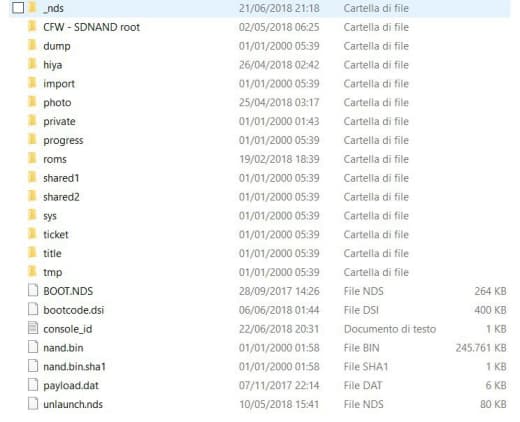 _nds 21/06/2018 21:18 Cartella di file
CFW - SDNAND root 02/05/2018 06:25 Cartella di file
dump 01/01/2000 05:39 Cartella di file
hiya 26/04/2018 02:42 Cartella di file
import 01/01/2000 05:39 Cartella di file
photo 25/04/2018 03:17 Cartella di file
private 01/01/2000 01:43 Cartella di file
progress 01/01/2000 05:39 Cartella di file
roms 19/02/2018 18:39 Cartella di file
shared1 01/01/2000 05:39 Cartella di file
shared2 01/01/2000 05:39 Cartella di file
sys 01/01/2000 05:39 Cartella di file
ticket 01/01/2000 05:39 Cartella di file
title 01/01/2000 05:39 Cartella di file
tmp 01/01/2000 05:39 Cartella di file
BOOT.NDS 28/09/2017 14:26 File NDS 264 KB
bootcode.dsi 06/06/2018 01:44 File DSI 400 KB
console_id 22/06/2018 20:31 Documento di testo 1 KB
nand.bin 01/01/2000 01:58 File BIN 245.761 KB
nand.bin.sha1 01/01/2000 01:58 File SHA1 1 KB
payload.dat 07/11/2017 22:14 File DAT 6 KB
unlaunch.nds 10/05/2018 15:41 File NDS 80 KB